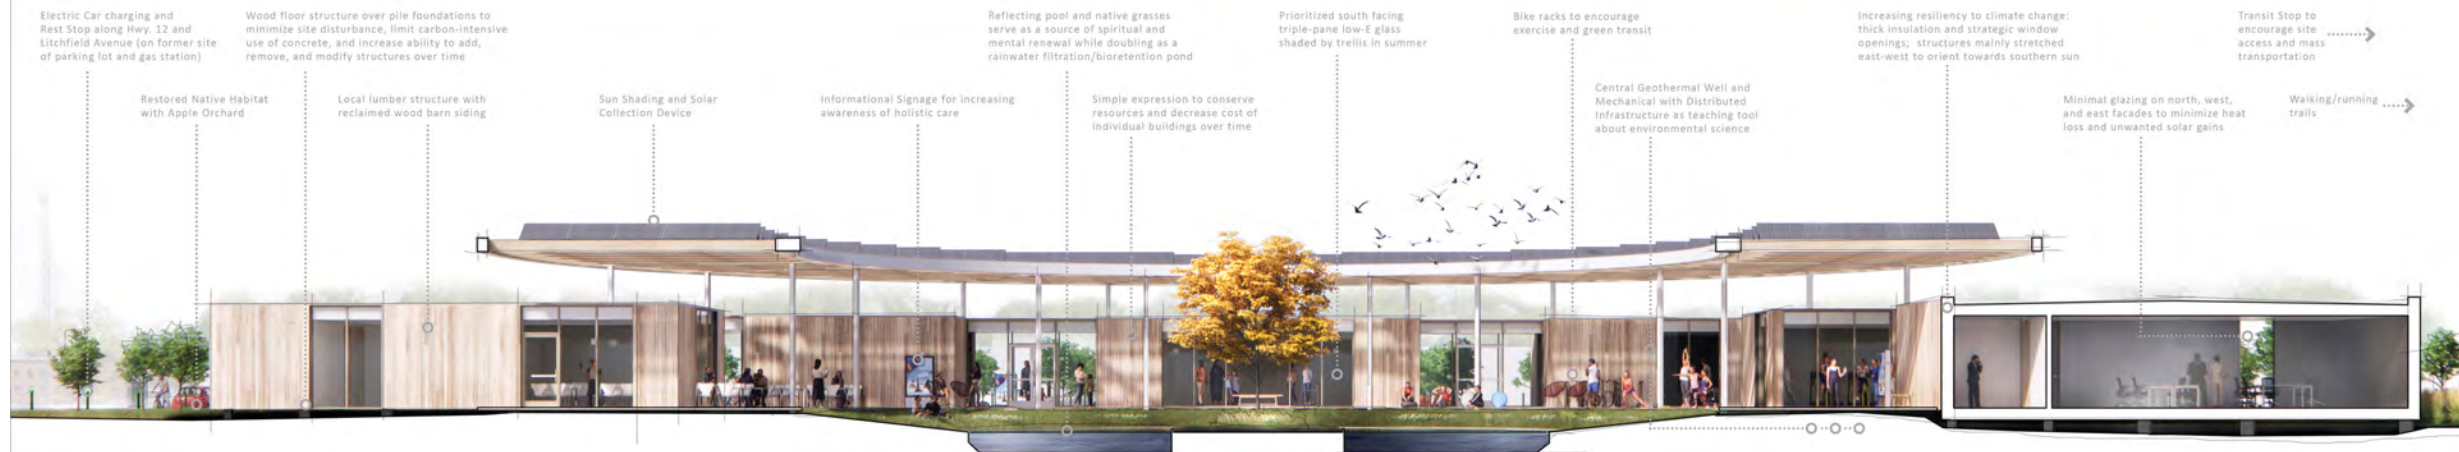 Electric Car charging and
Rest Stop along Hwy. 12 and
Litchfield Avenue (on former site
of parking lot and gas station)
Wood floor structure over pile foundations to
minimize site disturbance, limit carbon-intensive
use of concrete, and increase ability to add,
remove, and modify structures over time
Reflecting pool and native grasses
serve as a source of spiritual and
mental renewal while doubling as a
rainwater filtration/bioretention pond
Prioritized south facing
triple-pane low-E glass
shaded by trellis in summer
Bike racks to encourage
exercise and green transit
Increasing resiliency to climate change:
thick insulation and strategic window
openings; structures mainly stretched
east-west to orient towards southern sun
Transit Stop to
encourage site
access and mass
transportation
Restored Native Habitat
with Apple Orchard
Local lumber structure with
reclaimed wood barn siding
Sun Shading and Solar
Collection Device
Informational Signage for increasing
awareness of holistic care
Simple expression to conserve
resources and decrease cost of
individual buildings over time
Central Geothermal Well and
Mechanical with Distributed
Infrastructure as teaching tool
about environmental science
Minimal glazing on north, west,
and east facades to minimize heat
loss and unwanted solar gains
Walking/running
trails